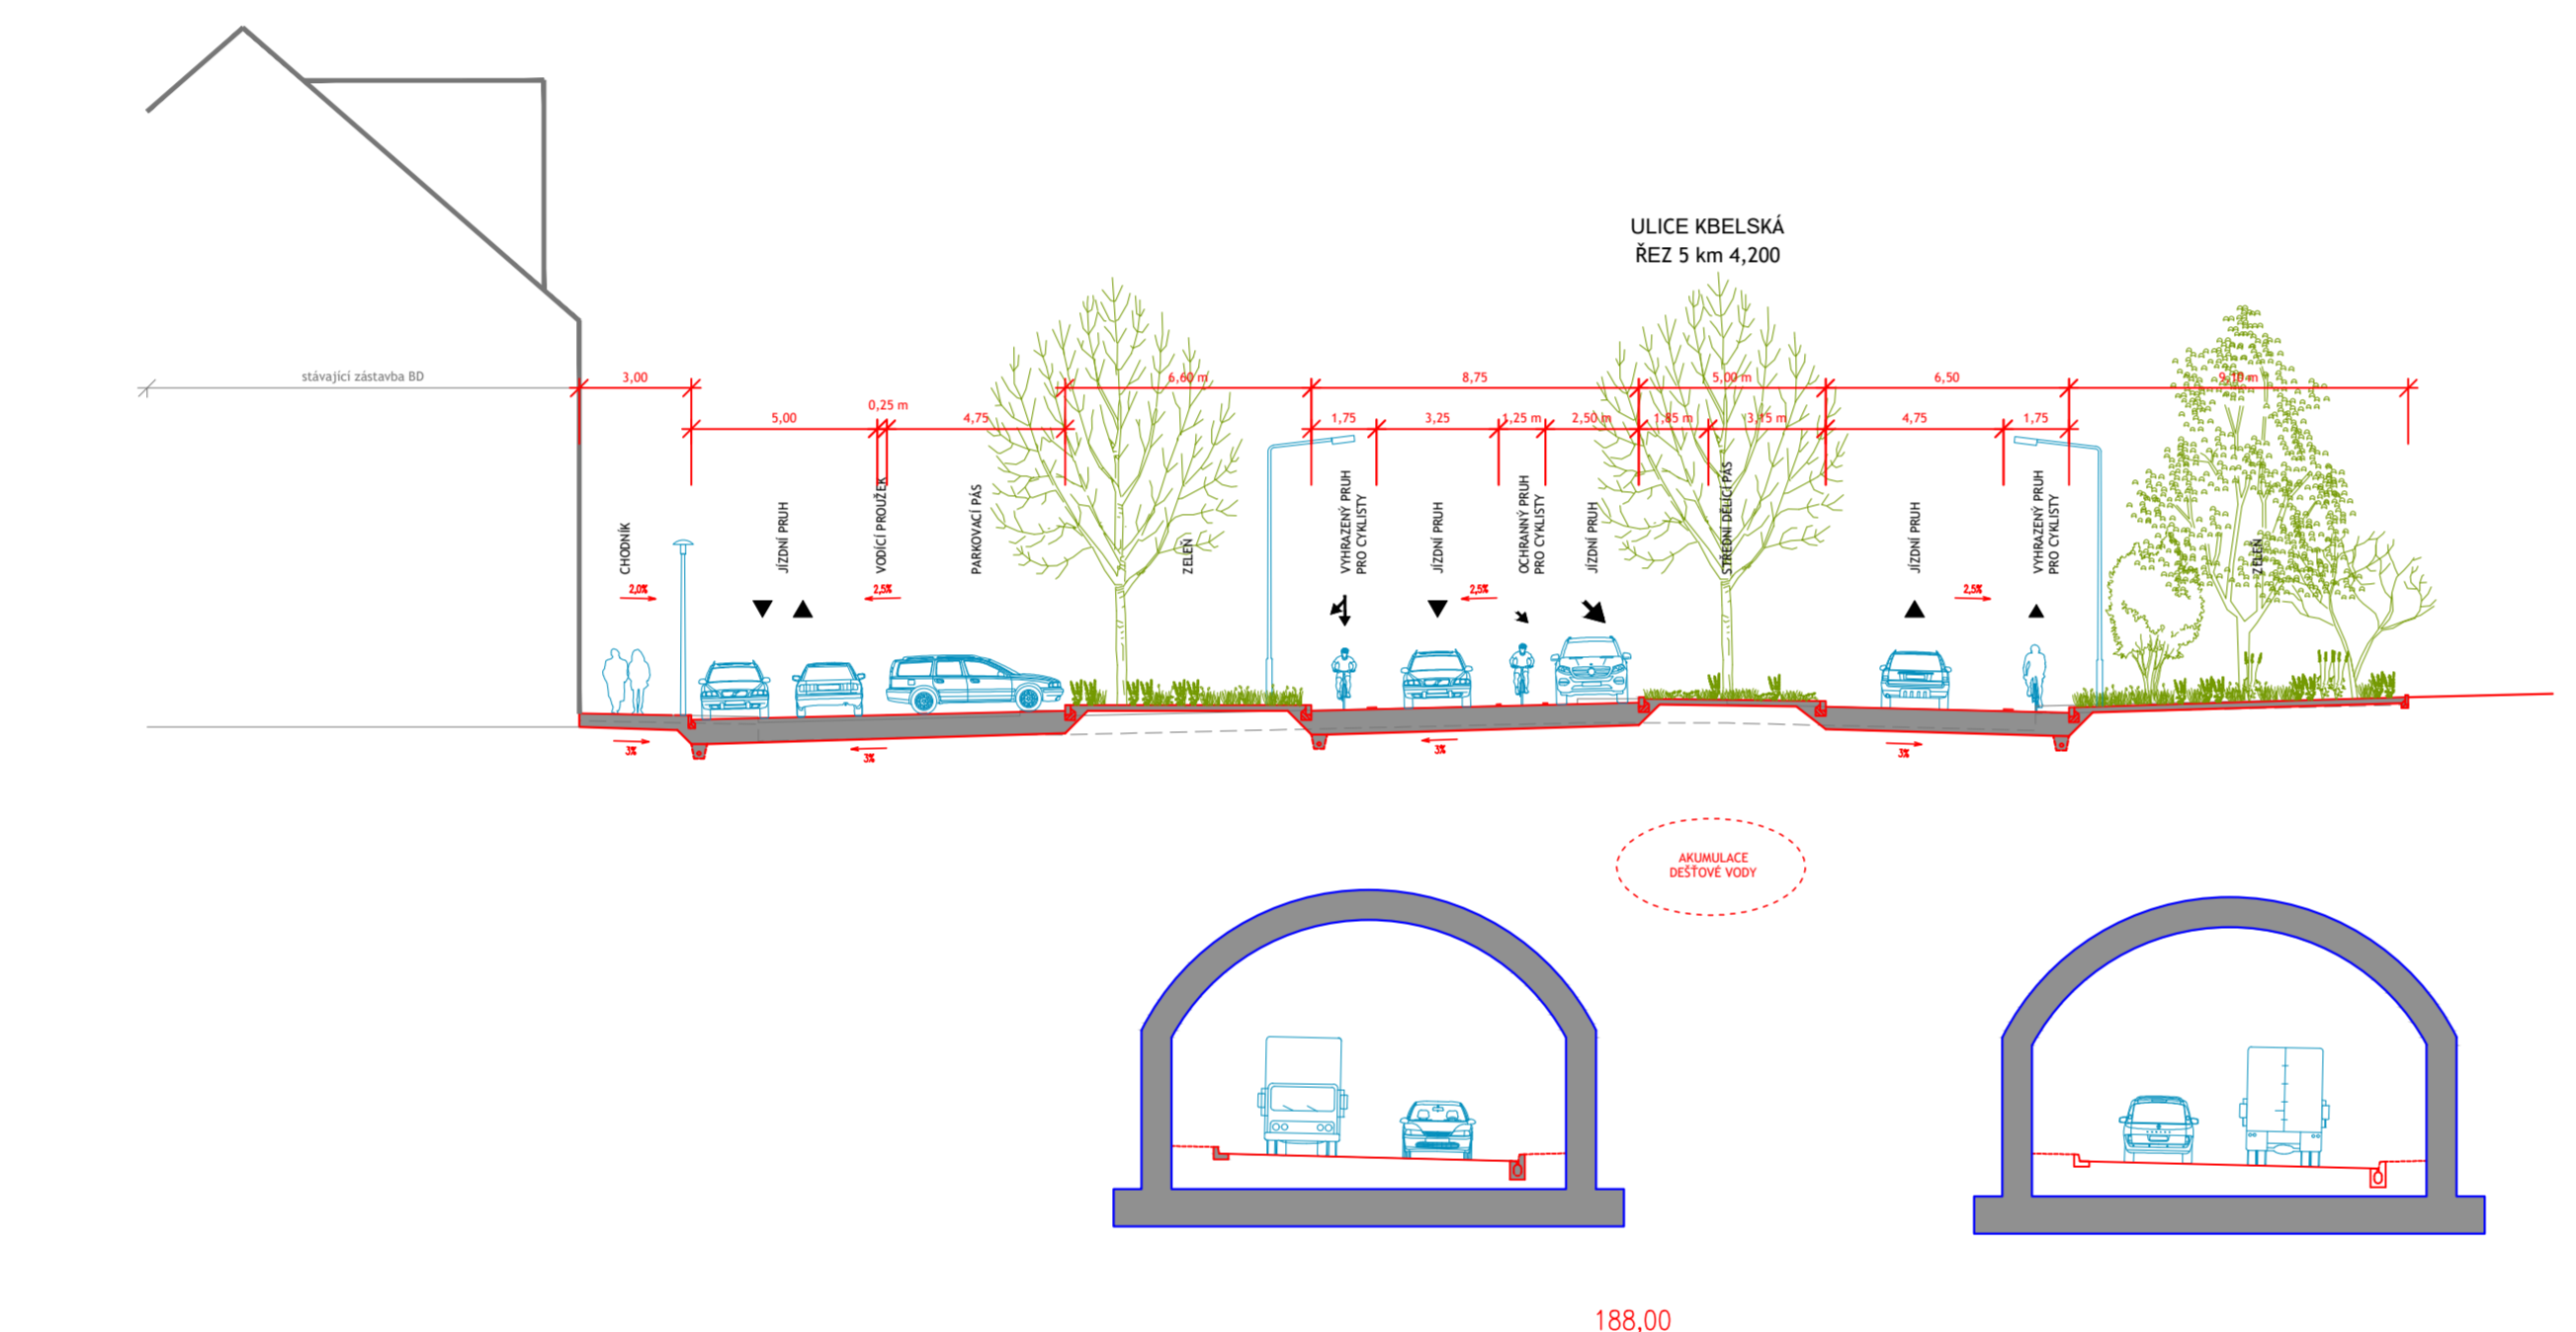 ULICE KBELSKÁ
ŘEZ 5 km 4,200
stávající zástavba BD
3,00
6,60 m
8,75
5,00 m
6,50
9,10 m
5,00
0,25 m
4,75
1,75
3,25
1,25 m
2,50 m
1,85 m
3,15 m
4,75
1,75
CHODNÍK
JÍZDNÍ PRUH
VODÍCÍ PROUŽEK
PARKOVACÍ PÁS
ZELEŇ
VYHRAZENÝ PRUH
PRO CYKLISTY
JÍZDNÍ PRUH
OCHRANNÝ PRUH
PRO CYKLISTY
JÍZDNÍ PRUH
STŘEDNÍ DĚLÍCÍ PÁS
JÍZDNÍ PRUH
VYHRAZENÝ PRUH
PRO CYKLISTY
ZELEŇ
2,0%
2,5%
2,5%
2,5%
3%
3%
3%
3%
AKUMULACE
DEŠŤOVÉ VODY
188,00